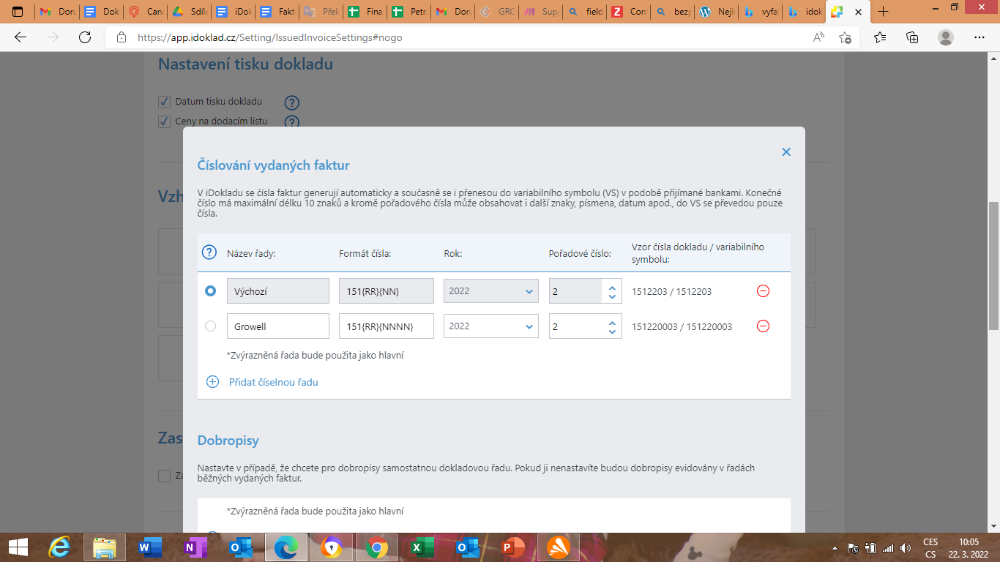 Doru
Dok
Canv
Sdíle
iDok
Fakt
Přek
Fina
Petra
Doru
GRO
Supp
field
Con
bezp
Nejle
vyfa
idok
https://app.idoklad.cz/Setting/IssuedInvoiceSettings#nogo
Nastavení tisku dokladu
Datum tisku dokladu ?
Ceny na dodacím listu ?
Číslování vydaných faktur
V iDokladu se čísla faktur generují automaticky a současně se i přenesou do variabilního symbolu (VS) v podobě přijímané bankami. Konečné
číslo má maximální délku 10 znaků a kromě pořadového čísla může obsahovat i další znaky, písmena, datum apod., do VS se převedou pouze
čísla.
? Název řady: Formát čísla: Rok: Pořadové číslo: Vzor čísla dokladu / variabilního
symbolu:
Výchozí 151{RR}{NN} 2022 2 1512203 / 1512203
Growell 151{RR}{NNNN} 2022 2 151220003 / 151220003
*Zvýrazněná řada bude použita jako hlavní
Přidat číselnou řadu
Vzh
Zas
Za
Dobropisy
Nastavte v případě, že chcete pro dobropisy samostatnou dokladovou řadu. Pokud ji nenastavíte budou dobropisy evidovány v řadách
běžných vydaných faktur.
*Zvýrazněná řada bude použita jako hlavní
CES 10:05
CS 22. 3. 2022